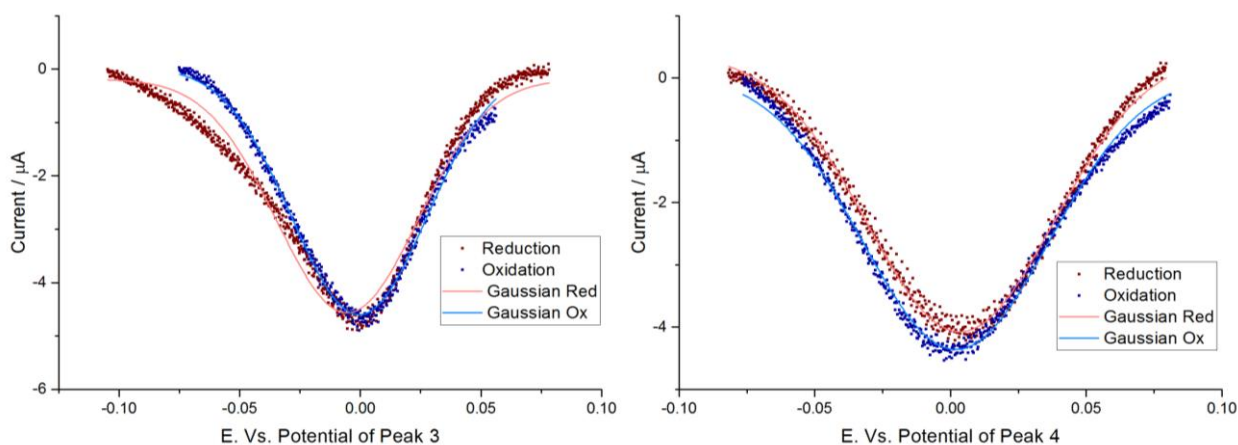 0
-2
-4
-6
Current / µA
-0.10
-0.05
0.00
0.05
0.10
E. Vs. Potential of Peak 3
Reduction
Oxidation
Gaussian Red
Gaussian Ox
0
-2
-4
Current / µA
-0.10
-0.05
0.00
0.05
0.10
E. Vs. Potential of Peak 4
Reduction
Oxidation
Gaussian Red
Gaussian Ox